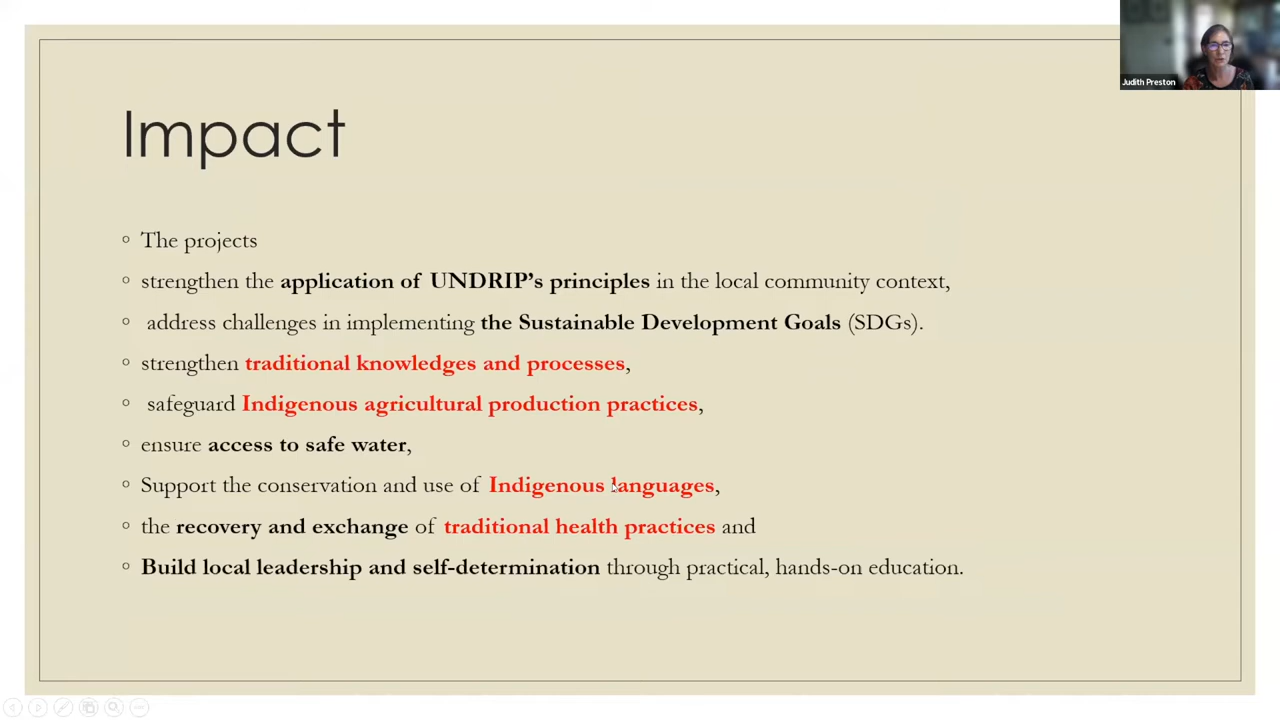 Judith Preston
Impact
◦ The projects
◦ strengthen the application of UNDRIP’s principles in the local community context,
◦ address challenges in implementing the Sustainable Development Goals (SDGs).
◦ strengthen traditional knowledges and processes,
◦ safeguard Indigenous agricultural production practices,
◦ ensure access to safe water,
◦ Support the conservation and use of Indigenous languages,
◦ the recovery and exchange of traditional health practices and
◦ Build local leadership and self-determination through practical, hands-on education.